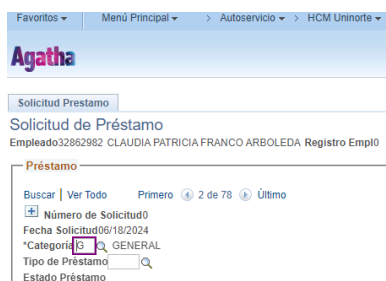 Favoritos Menú Principal > Autoservicio > HCM Uninorte
Agatha
Solicitud Prestamo
Solicitud de Préstamo
Empleado32862982 CLAUDIA PATRICIA FRANCO ARBOLEDA Registro Empl0
Préstamo
Buscar | Ver Todo Primero 2 de 78 Último
Número de Solicitud0
Fecha Solicitud06/18/2024
*Categoría G GENERAL
Tipo de Préstamo
Estado Préstamo